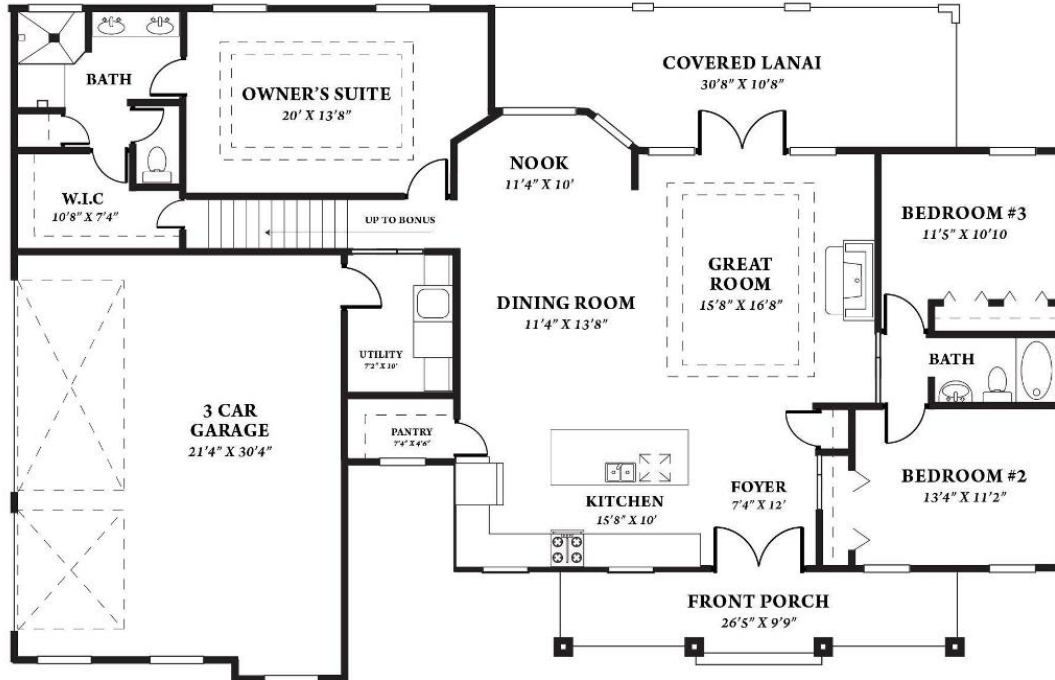 BATH
OWNER'S SUITE
20' X 13'8"
COVERED LANAI
30'8" X 10'8"
NOOK
11'4" X 10'
W.I.C
10'8" X 7'4"
UP TO BONUS
BEDROOM #3
11'5" X 10'10
GREAT
ROOM
15'8" X 16'8"
DINING ROOM
11'4" X 13'8"
UTILITY
7'2" X 10'
BATH
3 CAR
GARAGE
21'4" X 30'4"
PANTRY
7'4" X 4'6"
KITCHEN
15'8" X 10'
FOYER
7'4" X 12'
BEDROOM #2
13'4" X 11'2"
FRONT PORCH
26'5" X 9'9"